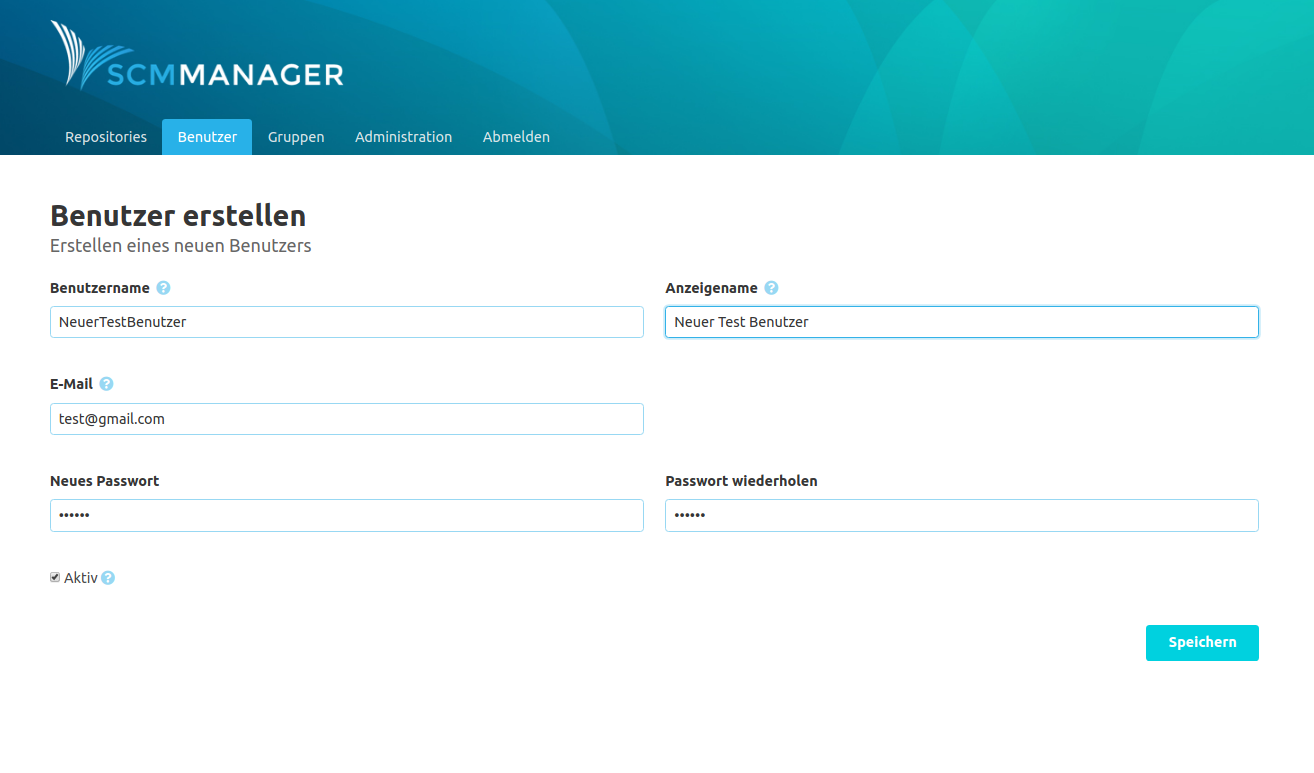 SCMMANAGER
Repositories Benutzer Gruppen Administration Abmelden
Benutzer erstellen
Erstellen eines neuen Benutzers
Benutzername ? Anzeigename ?
NeuerTestBenutzer Neuer Test Benutzer
E-Mail ?
test@gmail.com
Neues Passwort Passwort wiederholen
•••••• ••••••
Aktiv ?
Speichern